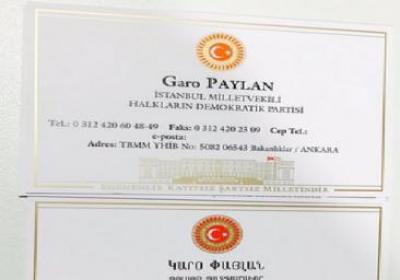 Garo PAYLAN
İSTANBUL MİLLETVEKİLİ
HALKLARIN DEMOKRATİK PARTİSİ
Tel.: 0 312 420 60 48-49 Faks: 0 312 420 23 09 Cep Tel.:
e-posta:
Adres: TBMM YHİB No: 5082 06543 Bakanlıklar / ANKARA
EGEMENLİK KAYITSIZ ŞARTSIZ MİLLETİNDİR
ԿԱՐՕ ՓԱՅԼԱՆ